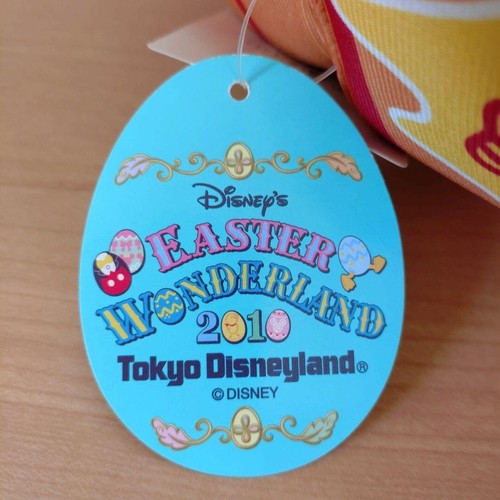 Disney's
EASTER
WONDERLAND
2010
Tokyo Disneyland®
© DISNEY